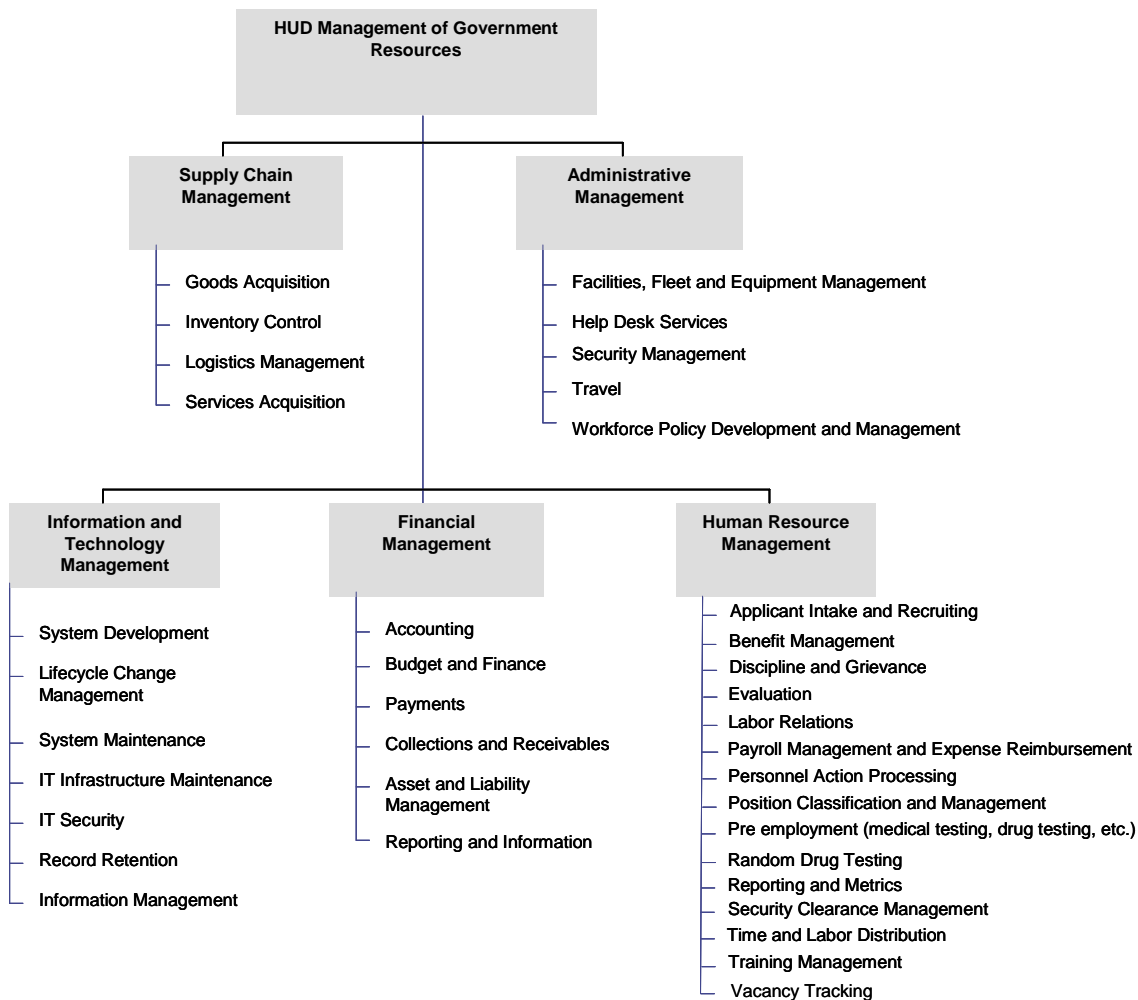 HUD Management of Government
Resources
Supply Chain
Management
Goods Acquisition
Inventory Control
Logistics Management
Services Acquisition
Administrative
Management
Facilities, Fleet and Equipment Management
Help Desk Services
Security Management
Travel
Workforce Policy Development and Management
Information and
Technology
Management
System Development
Lifecycle Change
Management
System Maintenance
IT Infrastructure Maintenance
IT Security
Record Retention
Information Management
Financial
Management
Accounting
Budget and Finance
Payments
Collections and Receivables
Asset and Liability
Management
Reporting and Information
Human Resource
Management
Applicant Intake and Recruiting
Benefit Management
Discipline and Grievance
Evaluation
Labor Relations
Payroll Management and Expense Reimbursement
Personnel Action Processing
Position Classification and Management
Pre employment (medical testing, drug testing, etc.)
Random Drug Testing
Reporting and Metrics
Security Clearance Management
Time and Labor Distribution
Training Management
Vacancy Tracking